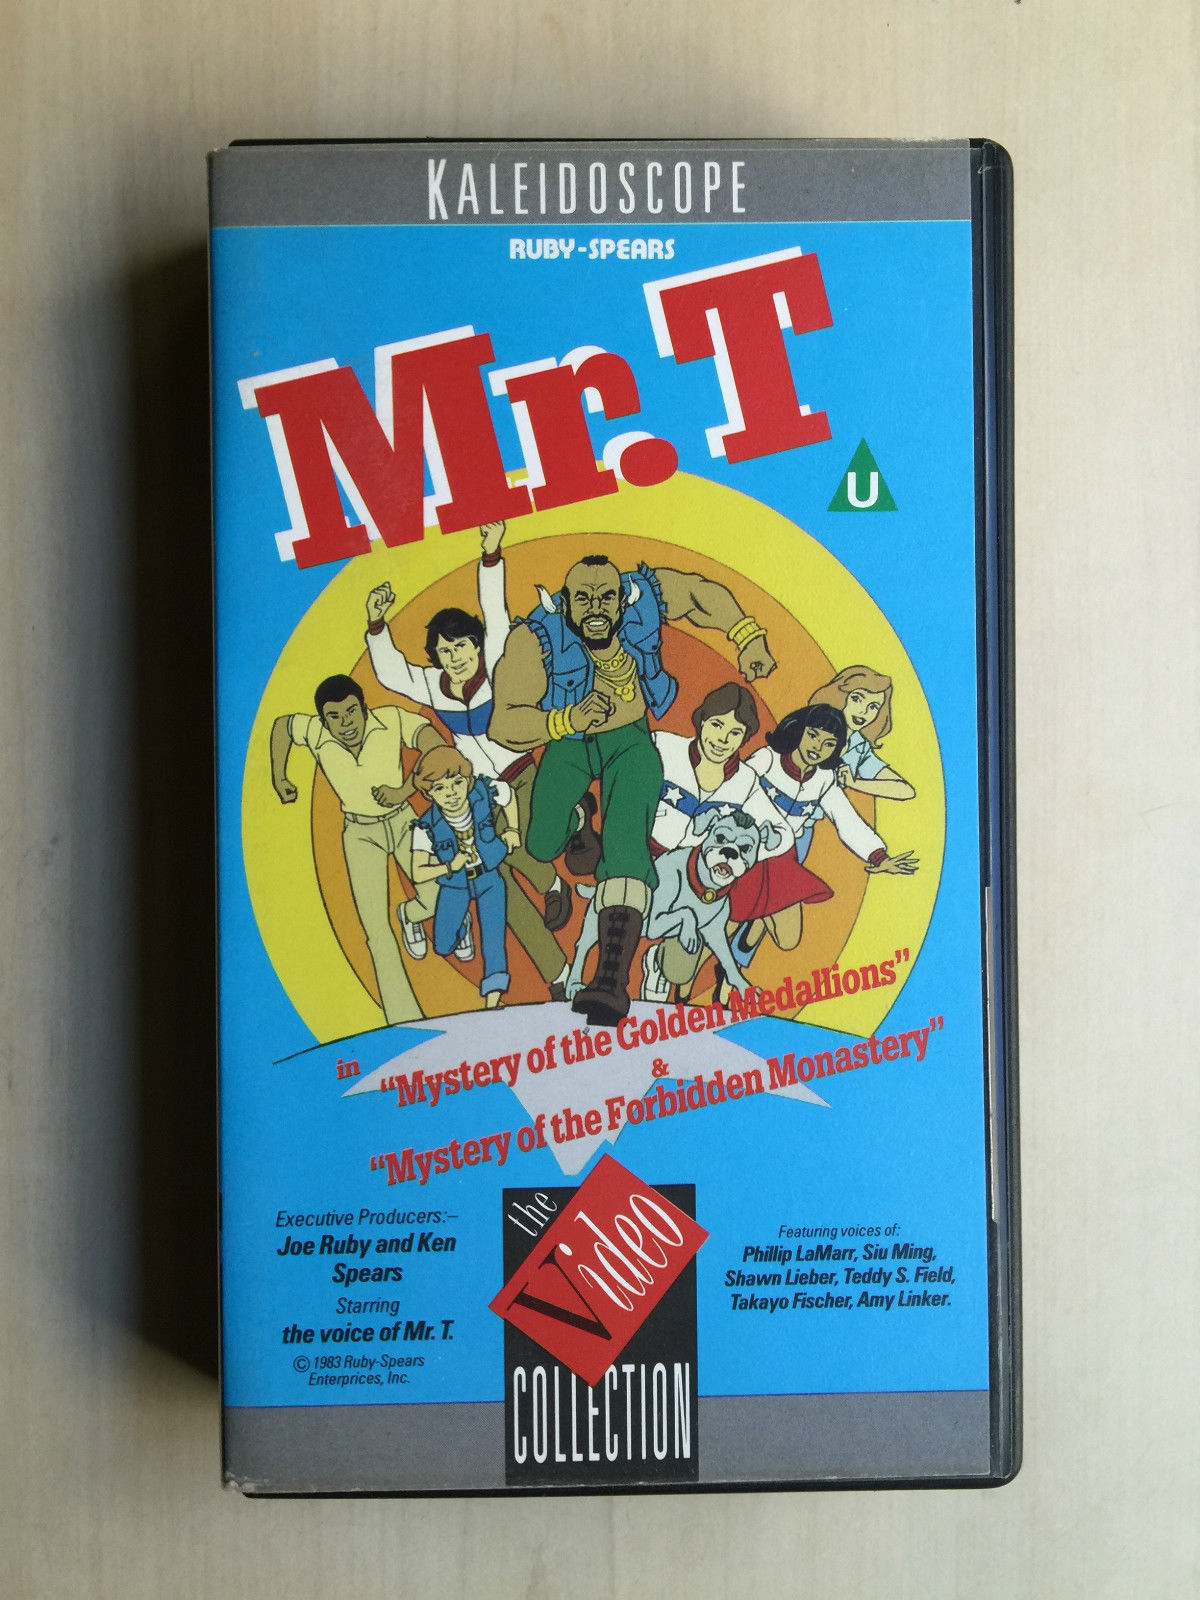 KALEIDOSCOPE
RUBY-SPEARS
Mr. T
U
in "Mystery of the Golden Medallions"
&
"Mystery of the Forbidden Monastery"
Executive Producers:–
Joe Ruby and Ken
Spears
Starring
the voice of Mr. T.
© 1983 Ruby-Spears
Enterprices, Inc.
the
Video
COLLECTION
Featuring voices of:
Phillip LaMarr, Siu Ming,
Shawn Lieber, Teddy S. Field,
Takayo Fischer, Amy Linker.